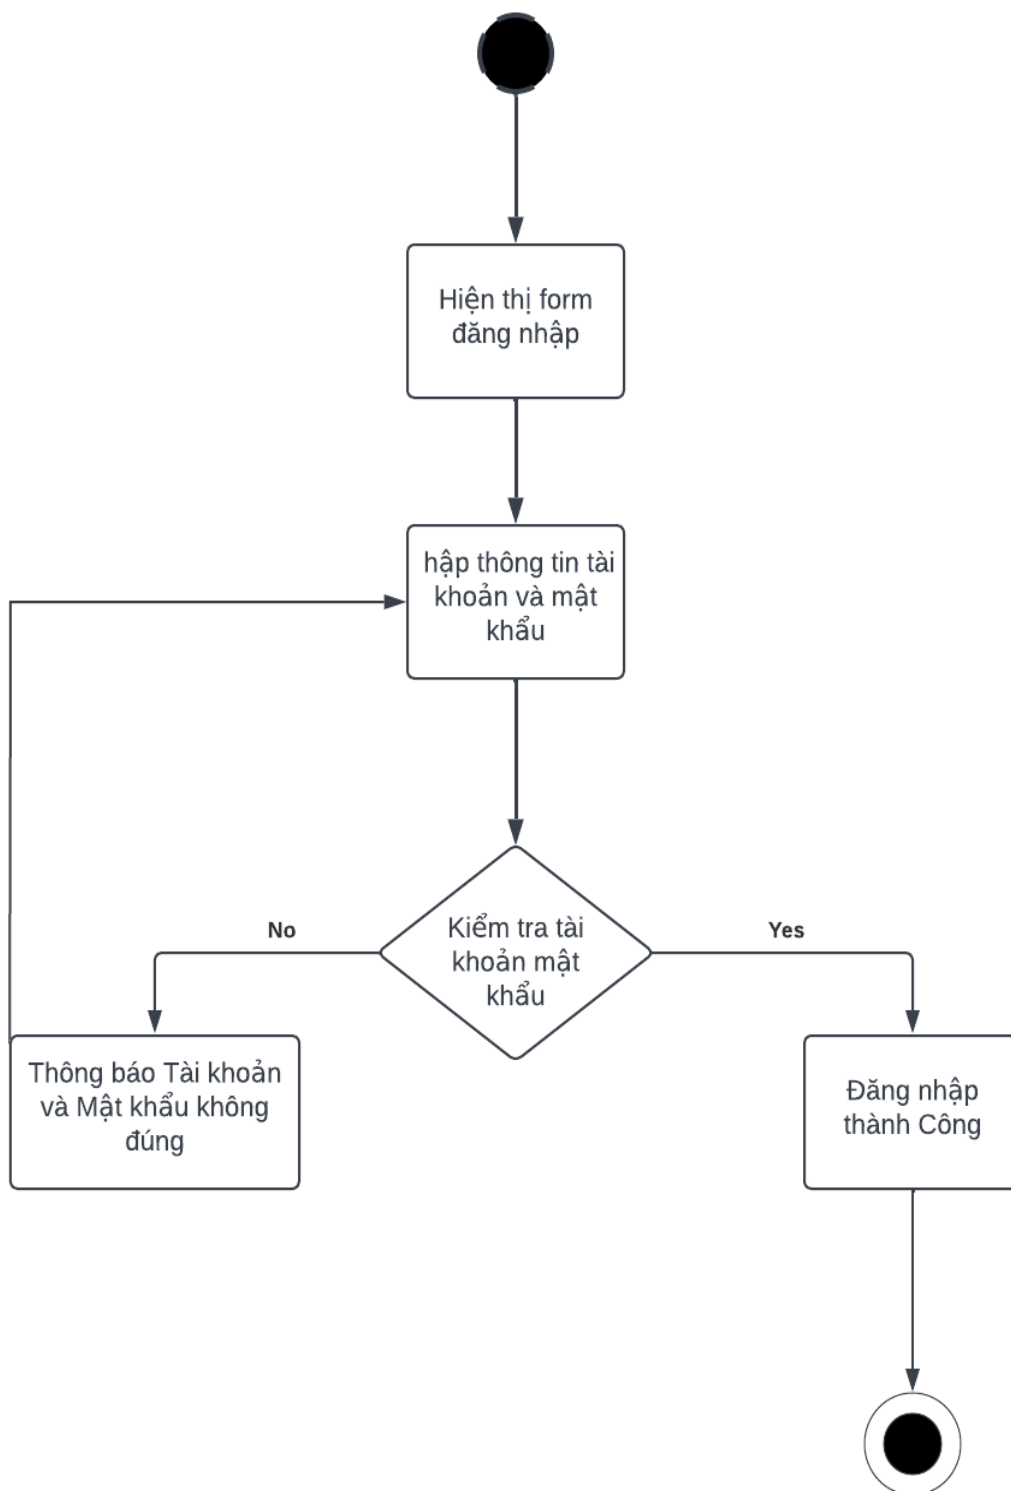 Hiện thị form
đăng nhập
hập thông tin tài
khoản và mật
khẩu
Kiểm tra tài
khoản mật
khẩu
No
Yes
Thông báo Tài khoản
và Mật khẩu không
đúng
Đăng nhập
thành Công